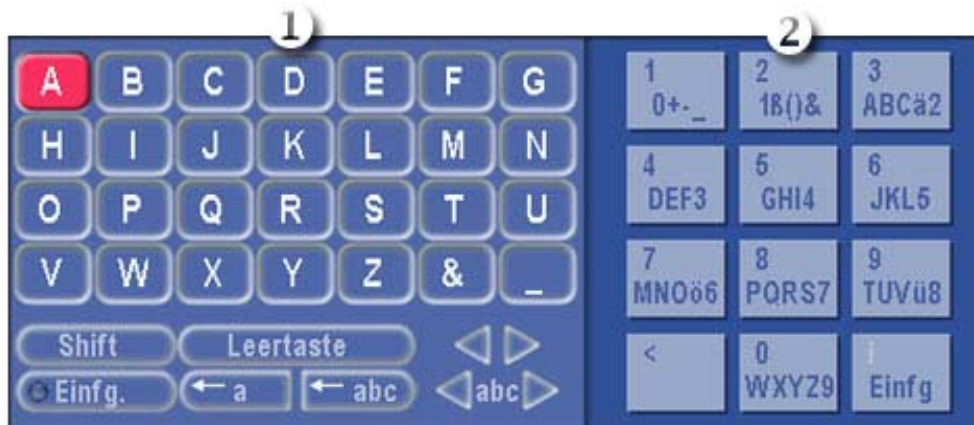 1 2
A B C D E F G
H I J K L M N
O P Q R S T U
V W X Y Z & _
Shift Leertaste
Einfg. a abc abc
1 2 3
0+-_ 1ß()& ABCä2
4 5 6
DEF3 GHI4 JKL5
7 8 9
MNOö6 PQRS7 TUVü8
< 0
WXYZ9 Einfg